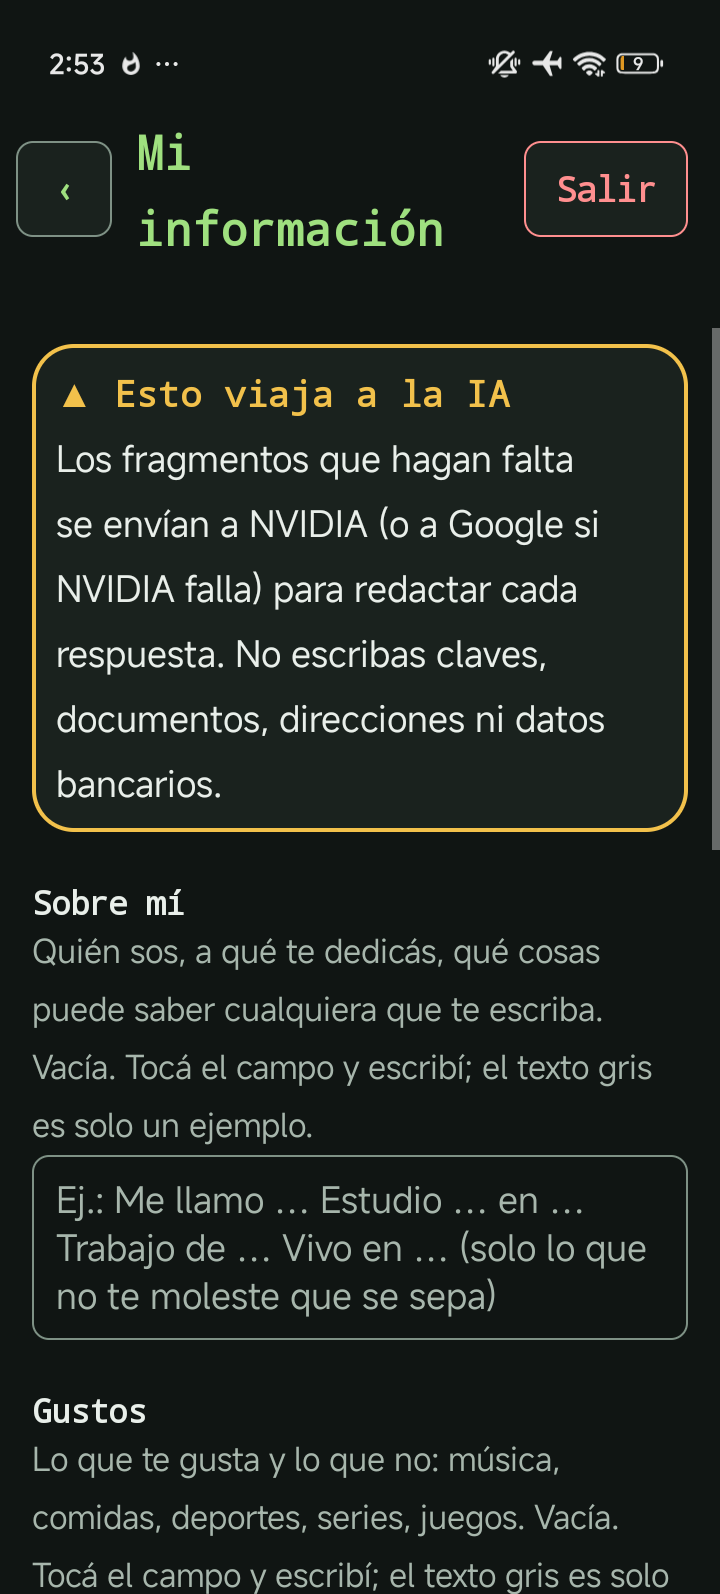 2:53 ...
9
‹
Mi
información
Salir
▲ Esto viaja a la IA
Los fragmentos que hagan falta
se envían a NVIDIA (o a Google si
NVIDIA falla) para redactar cada
respuesta. No escribas claves,
documentos, direcciones ni datos
bancarios.
Sobre mí
Quién sos, a qué te dedicás, qué cosas
puede saber cualquiera que te escriba.
Vacía. Tocá el campo y escribí; el texto gris
es solo un ejemplo.
Ej.: Me llamo … Estudio … en …
Trabajo de … Vivo en … (solo lo que
no te moleste que se sepa)
Gustos
Lo que te gusta y lo que no: música,
comidas, deportes, series, juegos. Vacía.
Tocá el campo y escribí; el texto gris es solo